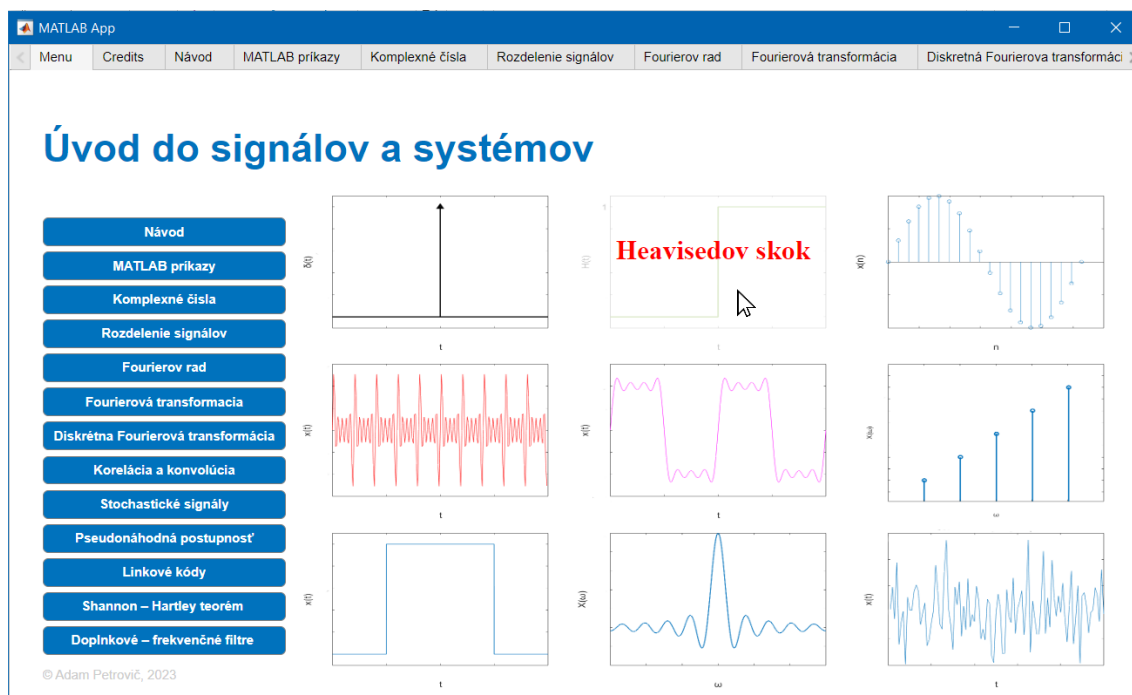 MATLAB App
Menu Credits Návod MATLAB príkazy Komplexné čísla Rozdelenie signálov Fourierov rad Fourierová transformácia Diskretná Fourierova transformáci
Úvod do signálov a systémov
Návod
MATLAB príkazy
Komplexné čisla
Rozdelenie signálov
Fourierov rad
Fourierová transformacia
Diskrétna Fourierová transformácia
Korelácia a konvolúcia
Stochastické signály
Pseudonáhodná postupnosť
Linkové kódy
Shannon – Hartley teorém
Doplnkové – frekvenčné filtre
© Adam Petrovič, 2023
δ(t)
t
1
H(t)
Heavisedov skok
t
x(n)
n
x(t)
t
x(t)
t
X(ω)
ω
x(t)
t
X(ω)
ω
x(t)
t